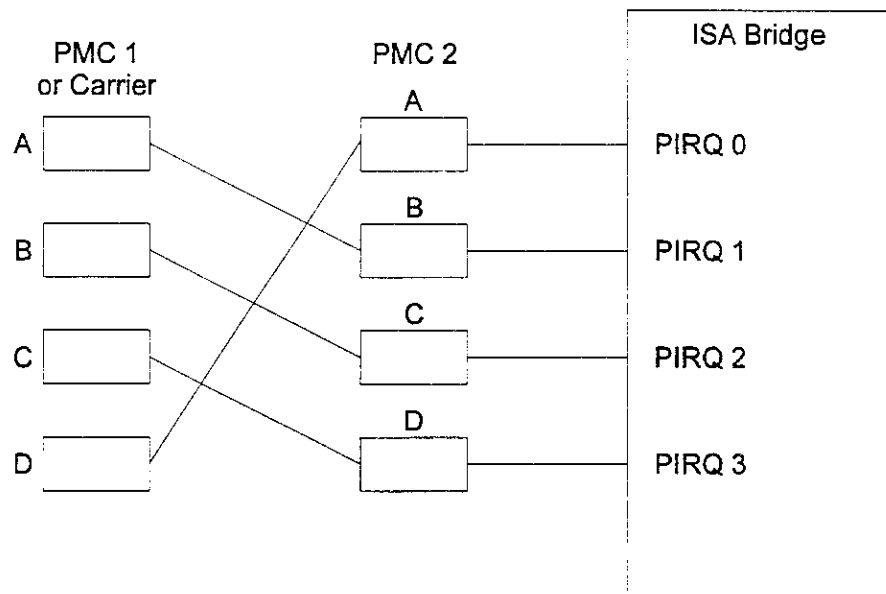 PMC 1
or Carrier
PMC 2
ISA Bridge
A
A
PIRQ 0
B
B
PIRQ 1
C
C
PIRQ 2
D
D
PIRQ 3